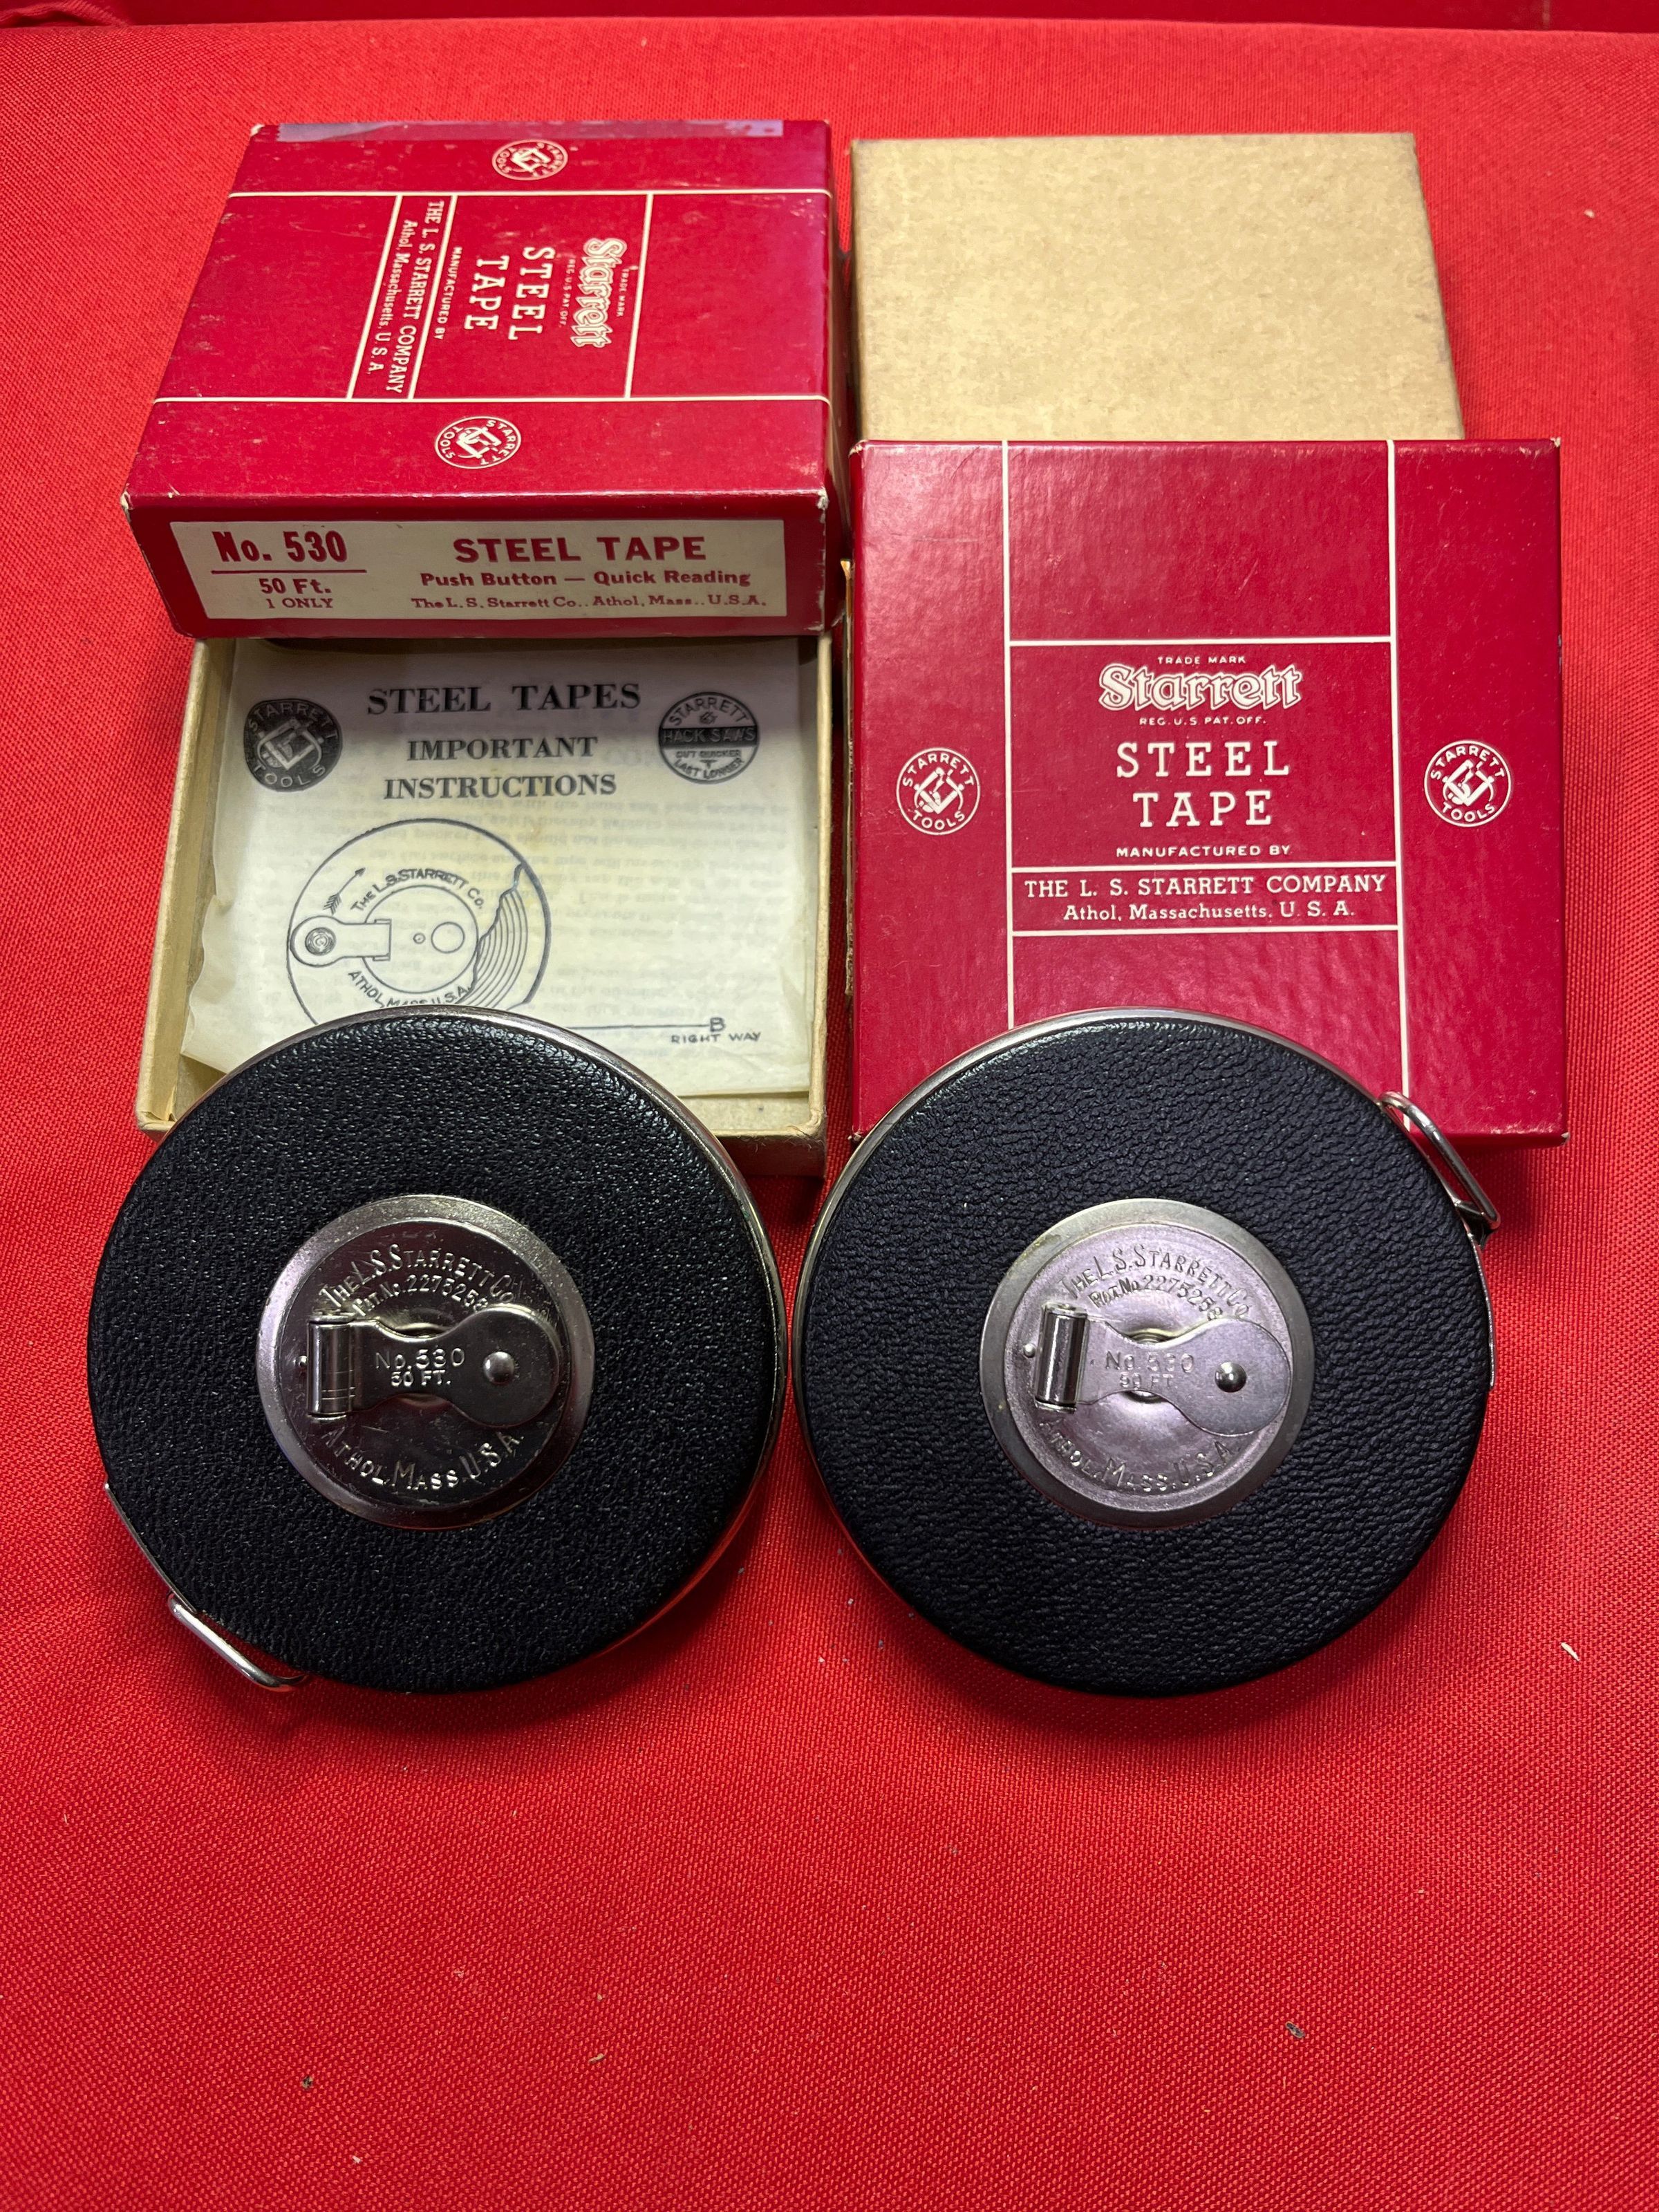 STARRETT
TOOLS
TRADE MARK
Starrett
REG. U.S. PAT. OFF.
STEEL
TAPE
MANUFACTURED BY
THE L. S. STARRETT COMPANY
Athol, Massachusetts, U. S. A.
STARRETT
TOOLS
No. 530
50 Ft.
1 ONLY
STEEL TAPE
Push Button — Quick Reading
The L. S. Starrett Co., Athol, Mass., U.S.A.
STARRETT
TOOLS
STEEL TAPES
IMPORTANT
INSTRUCTIONS
STARRETT
HACK SAWS
CUT QUICKER
LAST LONGER
THE L.S. STARRETT CO.
ATHOL, MASS. U.S.A.
B
RIGHT WAY
TRADE MARK
Starrett
REG. U.S PAT. OFF.
STEEL
TAPE
MANUFACTURED BY
THE L. S. STARRETT COMPANY
Athol, Massachusetts, U. S. A.
STARRETT
TOOLS
STARRETT
TOOLS
THE L.S. STARRETT CO.
PAT. NO. 2275258
NO. 530
50 FT.
ATHOL, MASS. U.S.A.
THE L.S. STARRETT CO.
PAT. NO. 2275258
NO. 530
50 FT.
ATHOL, MASS. U.S.A.